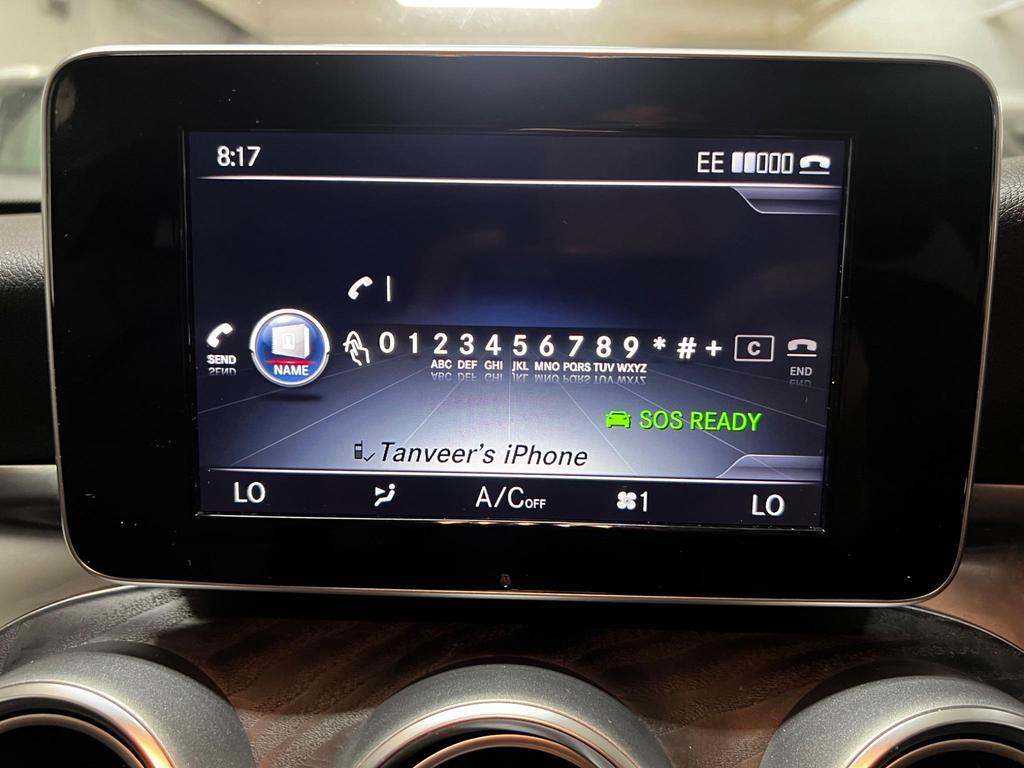 8:17 EE
SEND NAME 0 1 2 3 4 5 6 7 8 9 * # + C END
ABC DEF GHI JKL MNO PQRS TUV WXYZ
SOS READY
Tanveer's iPhone
LO A/C OFF 1 LO